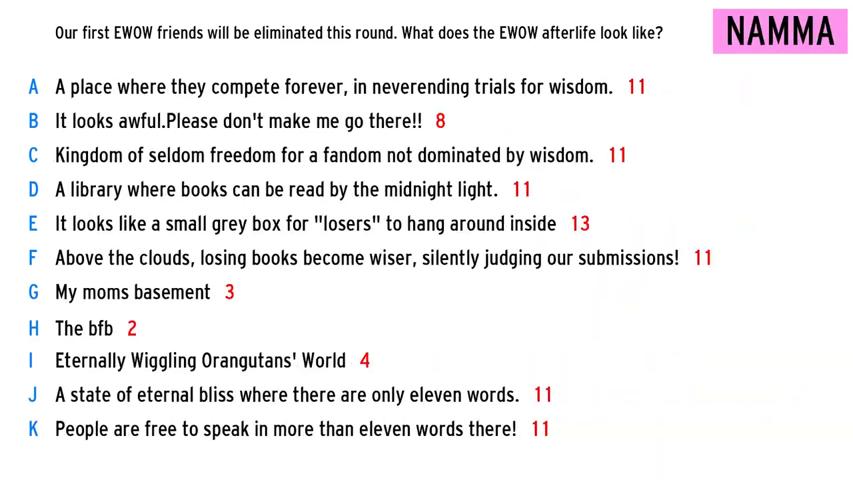 Our first EWOW friends will be eliminated this round. What does the EWOW afterlife look like?
NAMMA
A A place where they compete forever, in neverending trials for wisdom. 11
B It looks awful.Please don't make me go there!! 8
C Kingdom of seldom freedom for a fandom not dominated by wisdom. 11
D A library where books can be read by the midnight light. 11
E It looks like a small grey box for "losers" to hang around inside 13
F Above the clouds, losing books become wiser, silently judging our submissions! 11
G My moms basement 3
H The bfb 2
I Eternally Wiggling Orangutans' World 4
J A state of eternal bliss where there are only eleven words. 11
K People are free to speak in more than eleven words there! 11